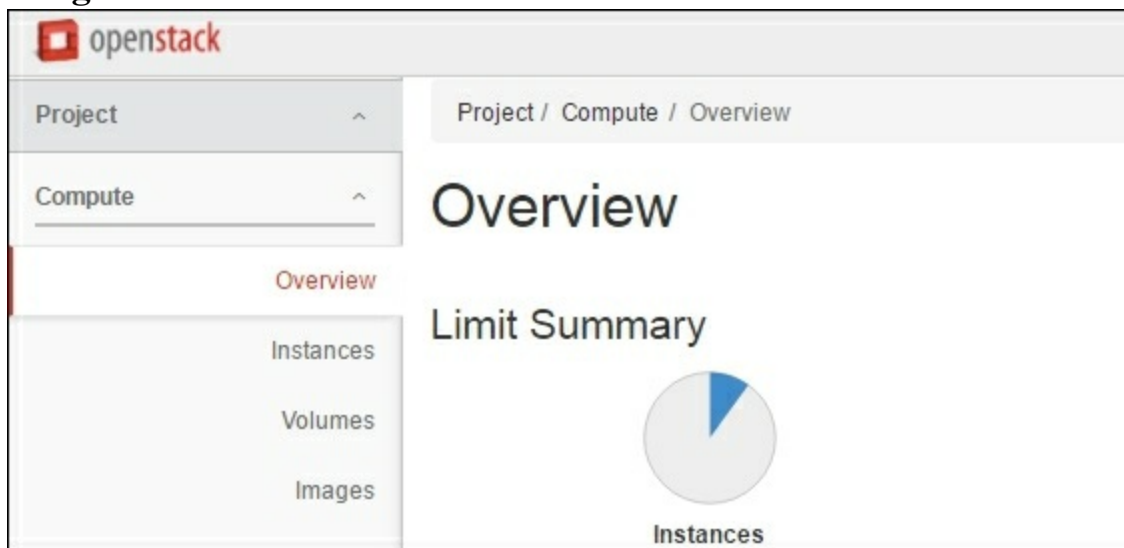 openstack
Project
Compute
Overview
Instances
Volumes
Images
Project / Compute / Overview
Overview
Limit Summary
Instances